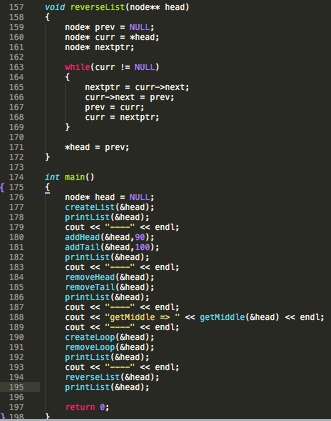 157 void reverseList(node** head)
158 {
159 node* prev = NULL;
160 node* curr = *head;
161 node* nextptr;
162
163 while(curr != NULL)
164 {
165 nextptr = curr->next;
166 curr->next = prev;
167 prev = curr;
168 curr = nextptr;
169 }
170
171 *head = prev;
172 }
173
174 int main()
{ 175 {
176 node* head = NULL;
177 createList(&head);
178 printList(&head);
179 cout << "----" << endl;
180 addHead(&head,90);
181 addTail(&head,100);
182 printList(&head);
183 cout << "----" << endl;
184 removeHead(&head);
185 removeTail(&head);
186 printList(&head);
187 cout << "----" << endl;
188 cout << "getMiddle => " << getMiddle(&head) << endl;
189 cout << "----" << endl;
190 createLoop(&head);
191 removeLoop(&head);
192 printList(&head);
193 cout << "----" << endl;
194 reverseList(&head);
195 printList(&head);
196
197 return 0;
} 198 }